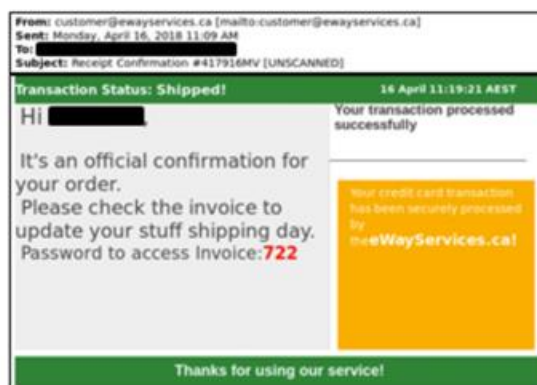 From: customer@ewayservices.ca [mailto:customer@ewayservices.ca]
Sent: Monday, April 16, 2018 11:09 AM
To:
Subject: Receipt Confirmation #417916MV [UNSCANNED]
Transaction Status: Shipped!
16 April 11:19:21 AEST
Hi ,
It's an official confirmation for
your order.
Please check the invoice to
update your stuff shipping day.
Password to access Invoice:722
Your transaction processed
successfully
Your credit card transaction
has been securely processed
by
theeWayServices.ca!
Thanks for using our service!